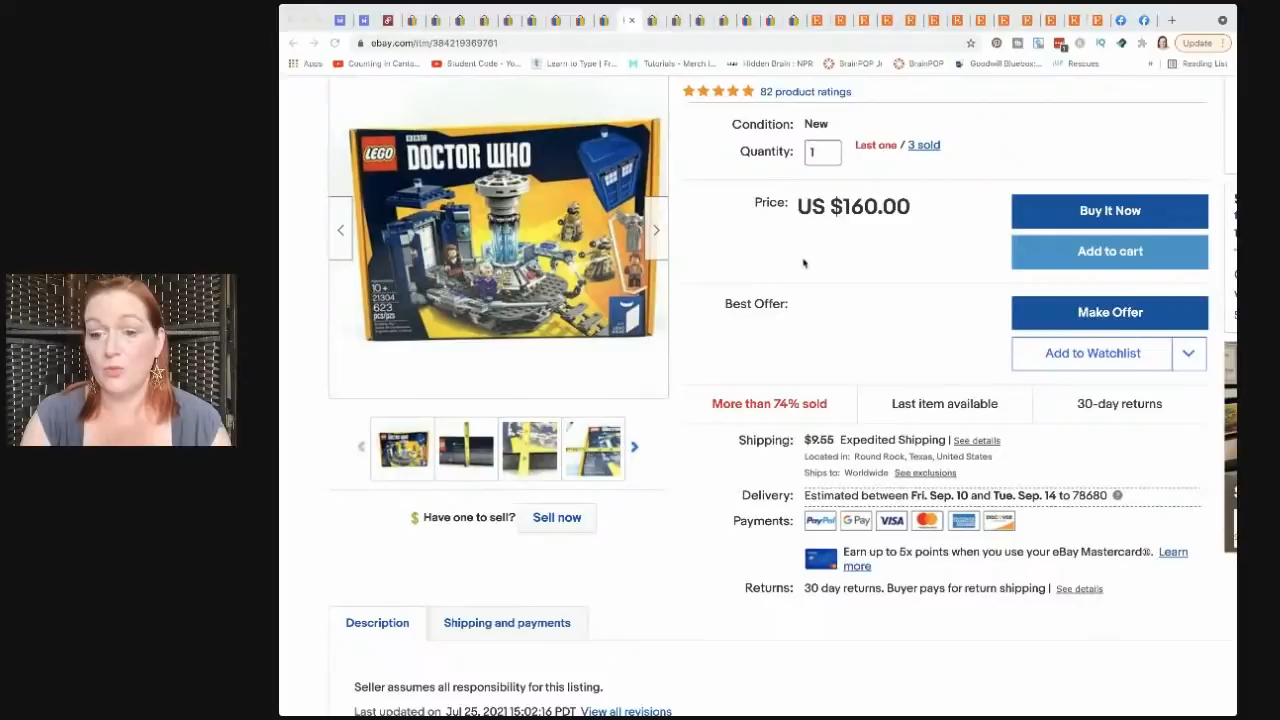 ebay.com/itm/384219369761
Update
Apps
Counting in Canta...
Student Code - Yo...
Learn to Type | Fr...
Tutorials - Merch I...
Hidden Brain : NPR
BrainPOP Jr
BrainPOP
Goodwill Bluebox:...
Rescues
»
Reading List
82 product ratings
Condition: New
Quantity: 1
Last one / 3 sold
Price: US $160.00
Buy It Now
Add to cart
Best Offer:
Make Offer
Add to Watchlist
BBC
LEGO
DOCTOR WHO
10+
21304
623
pcs/pzs
More than 74% sold
Last item available
30-day returns
Shipping: $9.55 Expedited Shipping | See details
Located in: Round Rock, Texas, United States
Ships to: Worldwide See exclusions
Delivery: Estimated between Fri. Sep. 10 and Tue. Sep. 14 to 78680
Payments: PayPal G Pay VISA
DISCOVER
Earn up to 5x points when you use your eBay Mastercard®. Learn
more
Returns: 30 day returns. Buyer pays for return shipping | See details
$ Have one to sell? Sell now
Description
Shipping and payments
Seller assumes all responsibility for this listing.
Last updated on Jul 25, 2021 15:02:16 PDT View all revisions